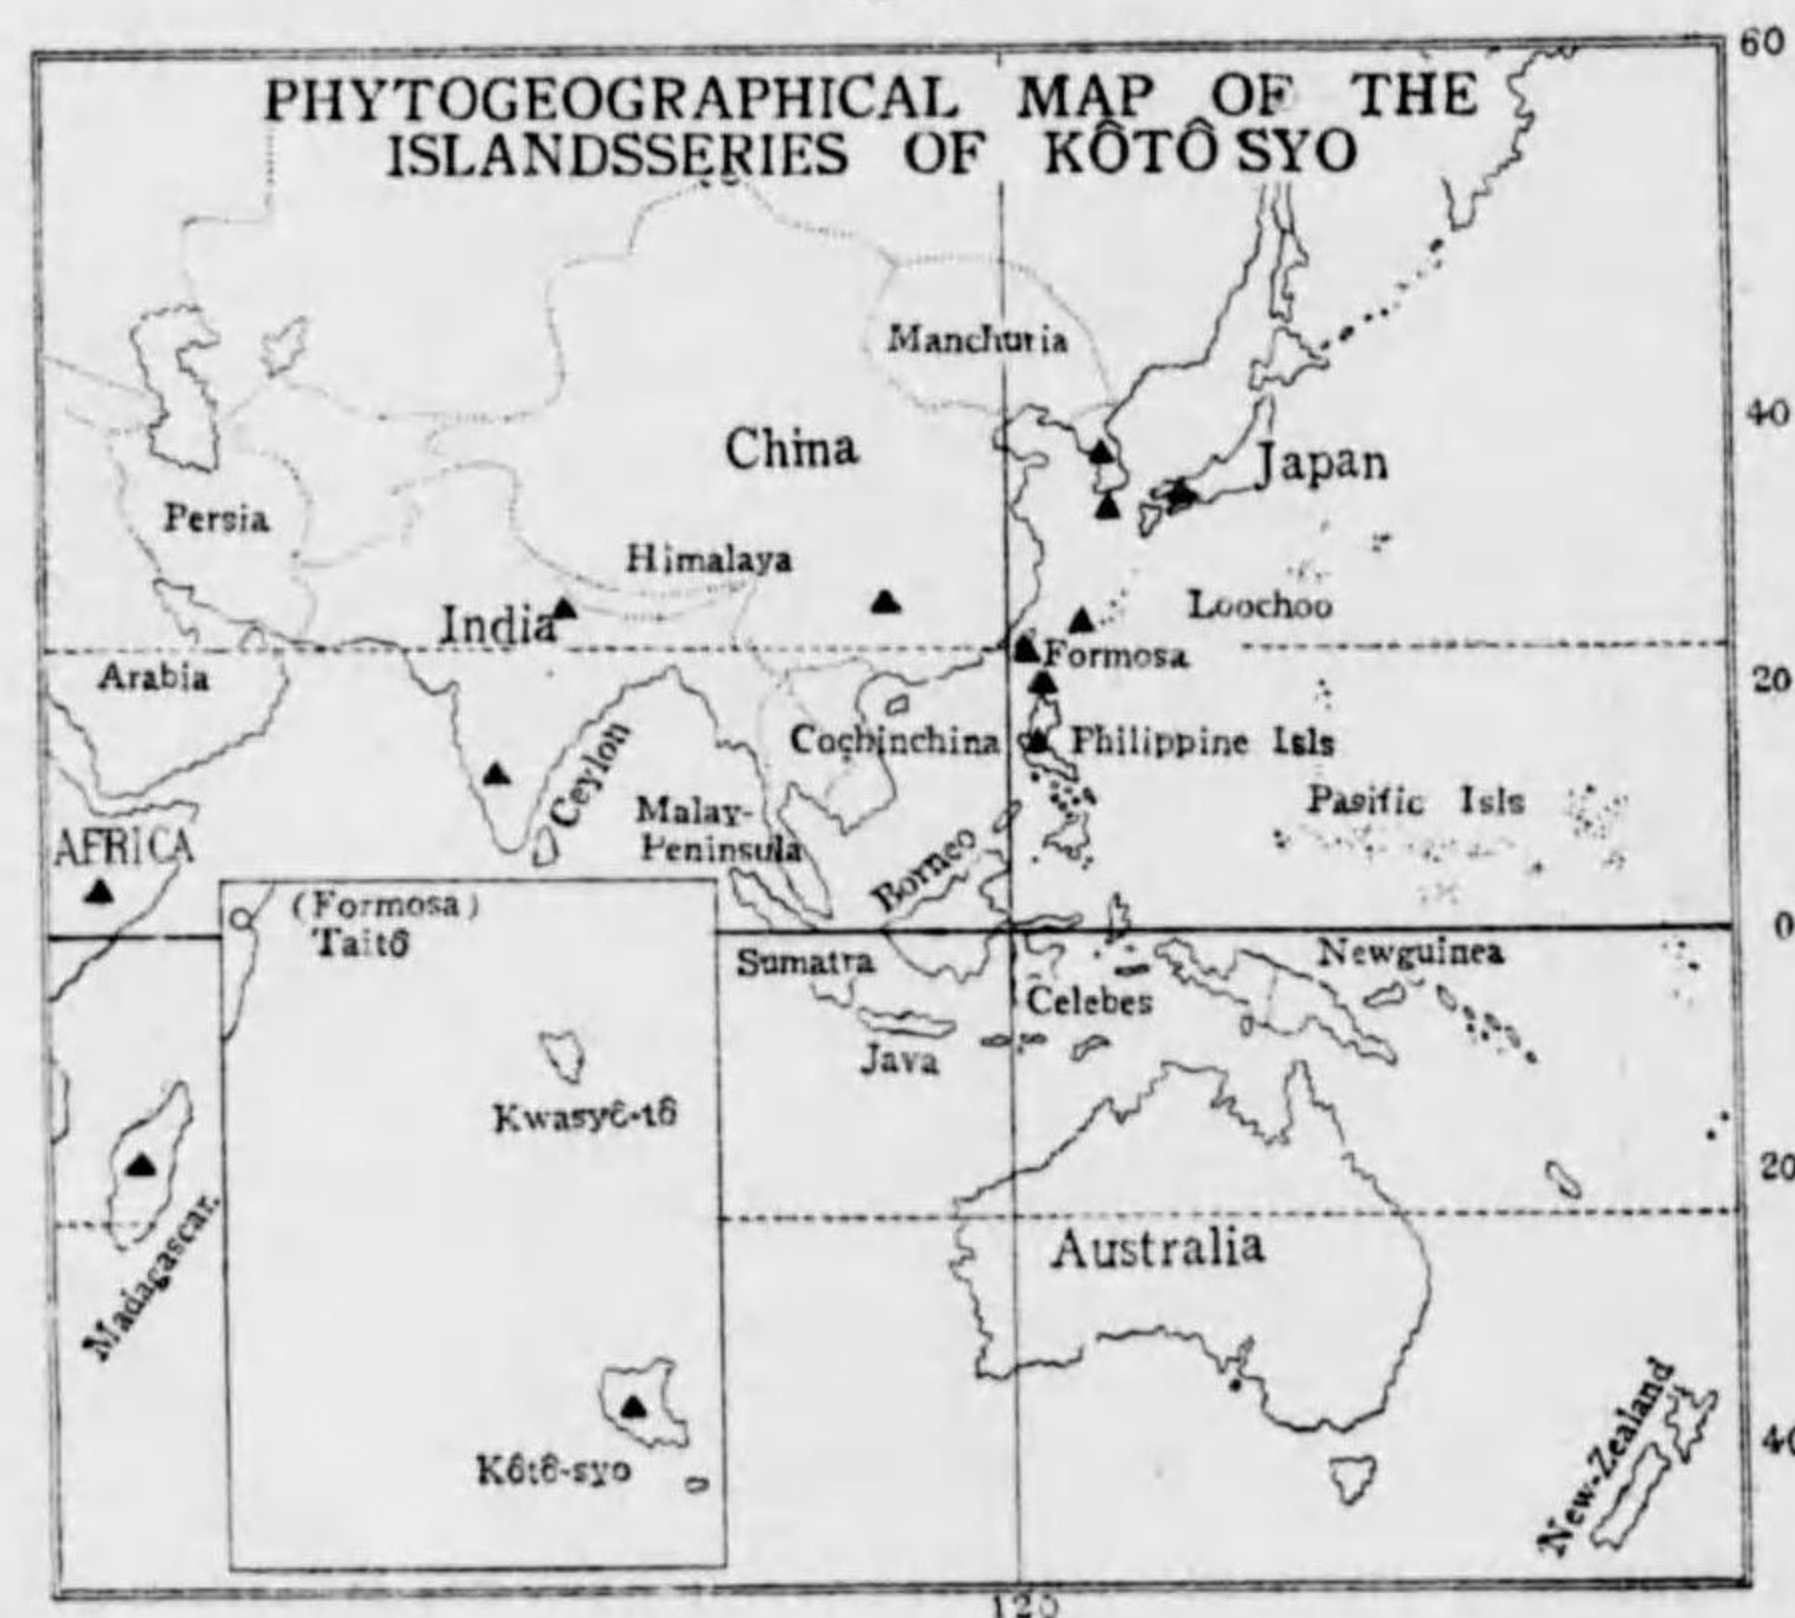 PHYTOGEOGRAPHICAL MAP OF THE
ISLANDSSERIES OF KÔTÔ SYO
60
Manchuria
40
China
Japan
Persia
Himalaya
India
Loochoo
Formosa
Arabia
20
Cochinchina
Philippine Isls
Ceylon
Malay-
Peninsula
Pasific Isls
AFRICA
Borneo
(Formosa)
Taitô
0
Sumatra
Newguinea
Celebes
Java
Kwasyô-tô
20
Madagascar.
Australia
New-Zealand
40
Kôtô-syo
120